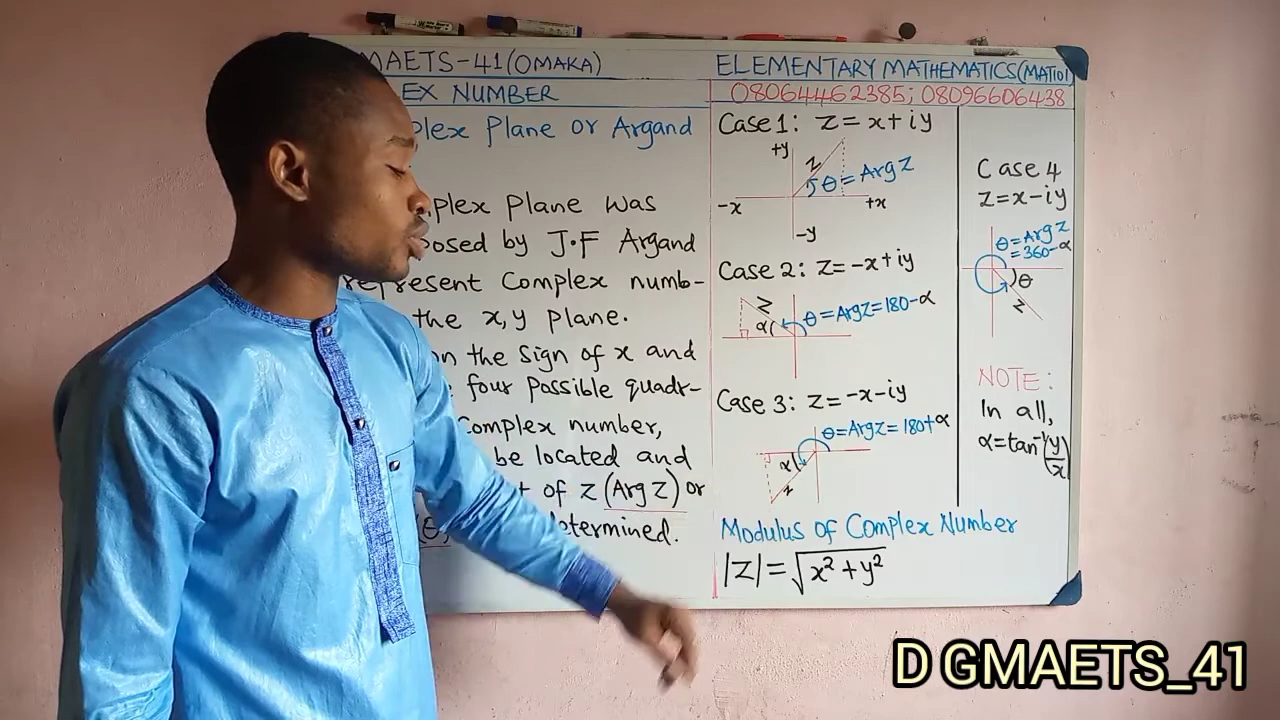 MAETS-41(OMAKA)
EX NUMBER
plex Plane or Argand
plex Plane was
posed by J.F Argand
represent Complex numb-
the x,y plane.
on the sign of x and
four possible quadr-
Complex number,
be located and
t of z (Arg Z) or
(θ) determined.
ELEMENTARY MATHEMATICS(MAT101)
08064462385; 08096606438
Case 1: z = x+iy
+y
z
θ = Arg Z
-x
+x
-y
Case 2: z = -x+iy
z
α
θ = Arg Z = 180-α
Case 3: z = -x-iy
θ = Arg Z = 180+α
α
z
Case 4
z = x-iy
θ = Arg Z
= 360-α
θ
z
NOTE:
In all,
α = tan⁻¹(y/x)
Modulus of Complex Number
|Z| = √x²+y²
D GMAETS_41